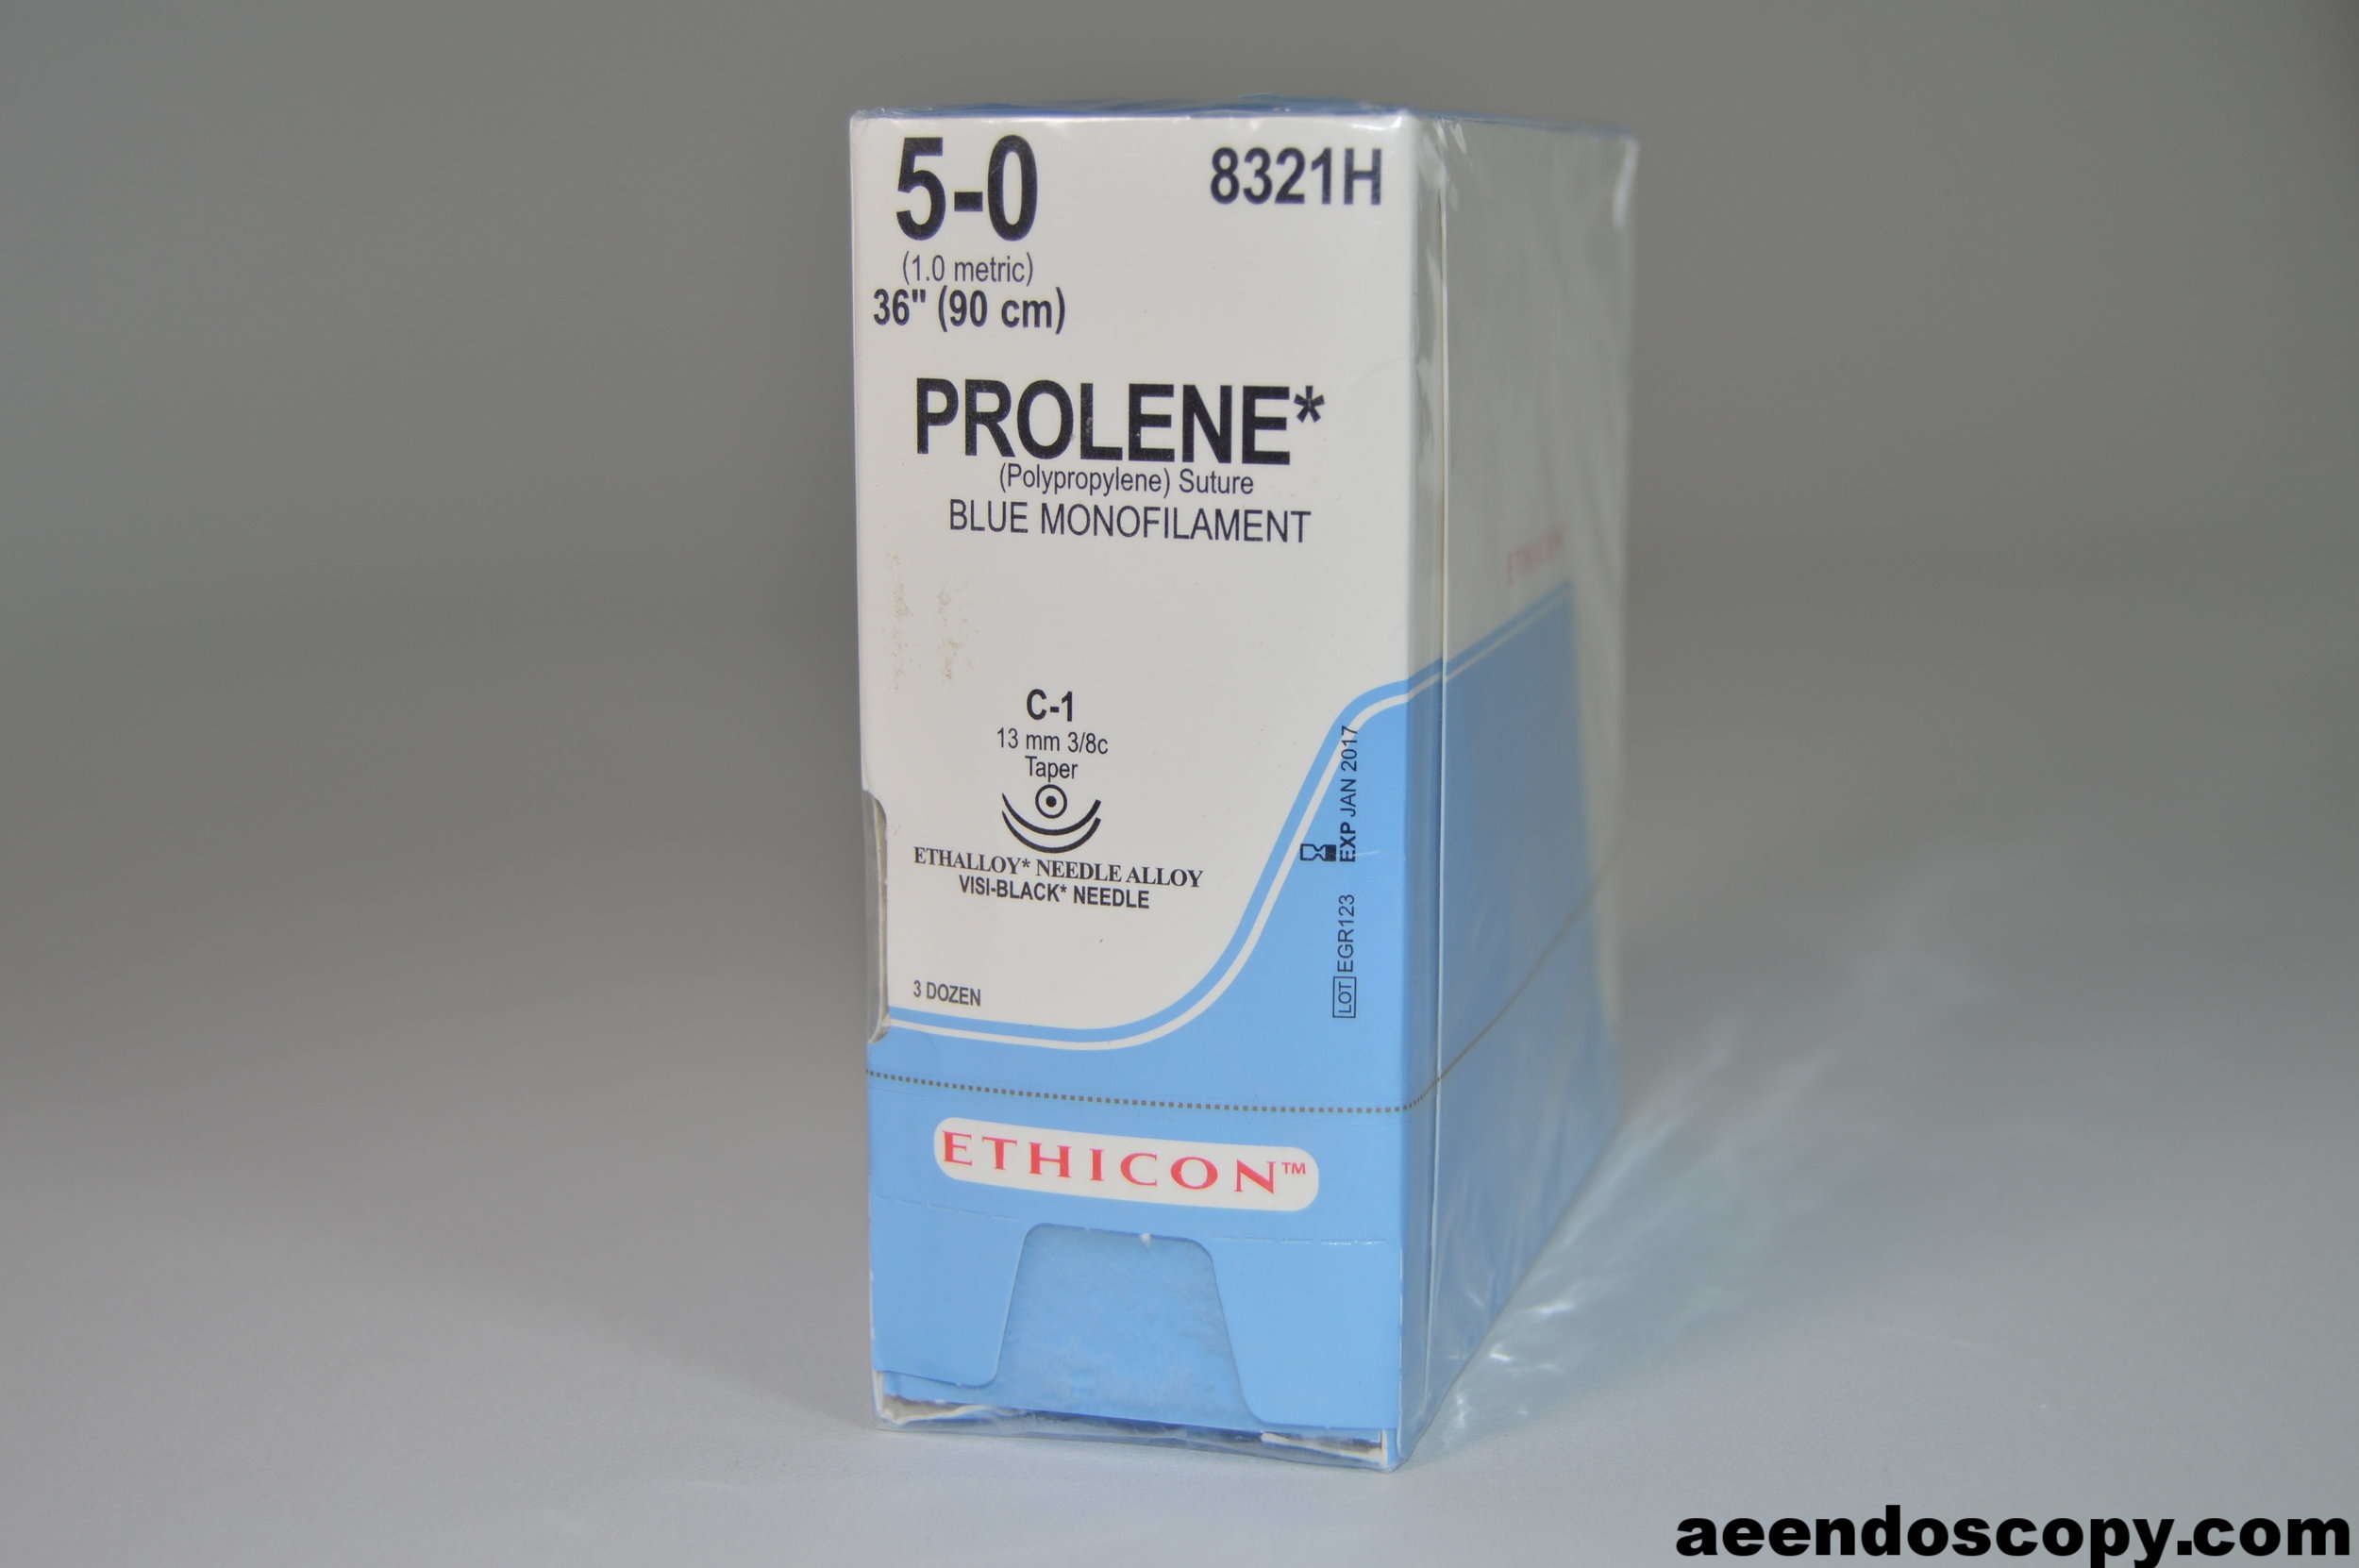 5-0
8321H
(1.0 metric)
36" (90 cm)
PROLENE*
(Polypropylene) Suture
BLUE MONOFILAMENT
C-1
13 mm 3/8c
Taper
ETHALLOY* NEEDLE ALLOY
VISI-BLACK* NEEDLE
3 DOZEN
EXP JAN 2017
LOT EGR123
ETHICON™
ETHICON
aeendoscopy.com